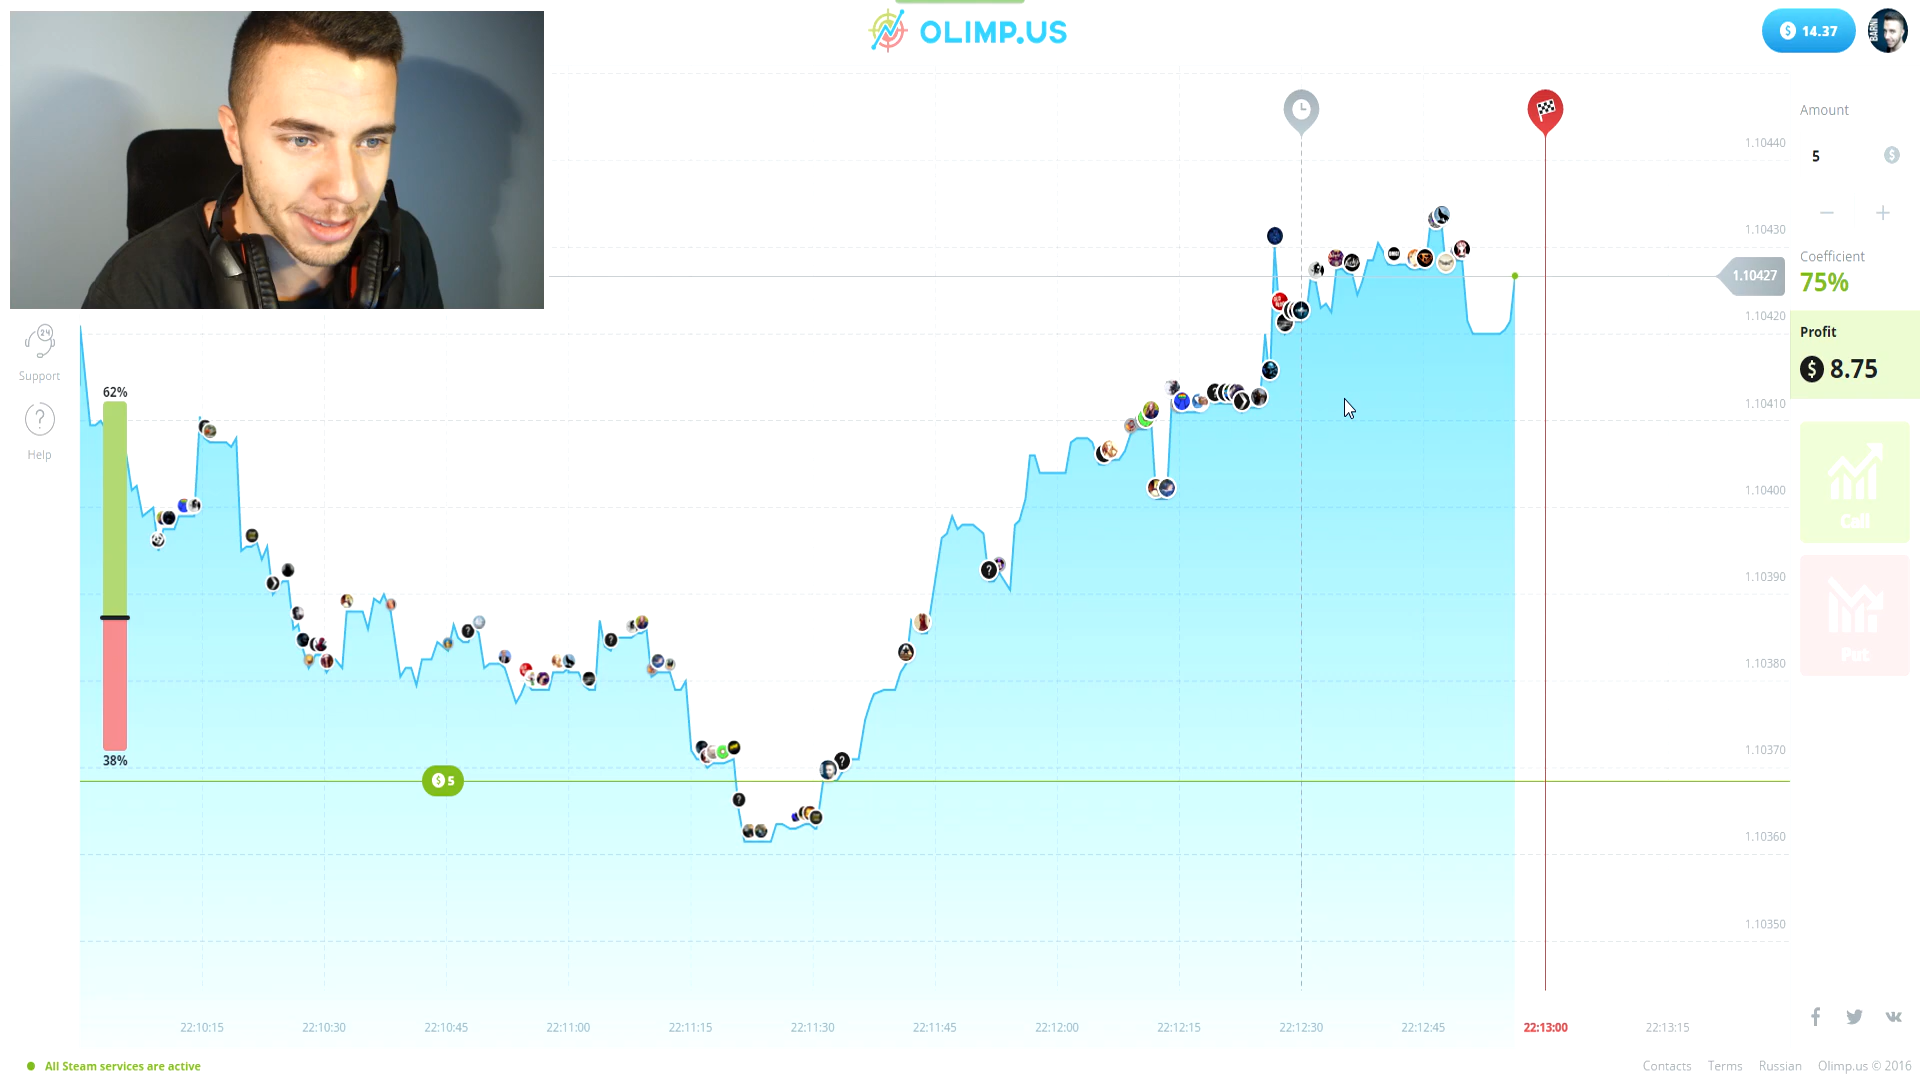 OLIMP.US
14.37
Amount
5
Coefficient
75%
Profit
8.75
Call
Put
1.10440
1.10430
1.10427
1.10420
1.10410
1.10400
1.10390
1.10380
1.10370
1.10360
1.10350
24
Support
?
Help
62%
38%
5
22:10:15
22:10:30
22:10:45
22:11:00
22:11:15
22:11:30
22:11:45
22:12:00
22:12:15
22:12:30
22:12:45
22:13:00
22:13:15
All Steam services are active
Contacts
Terms
Russian
Olimp.us © 2016